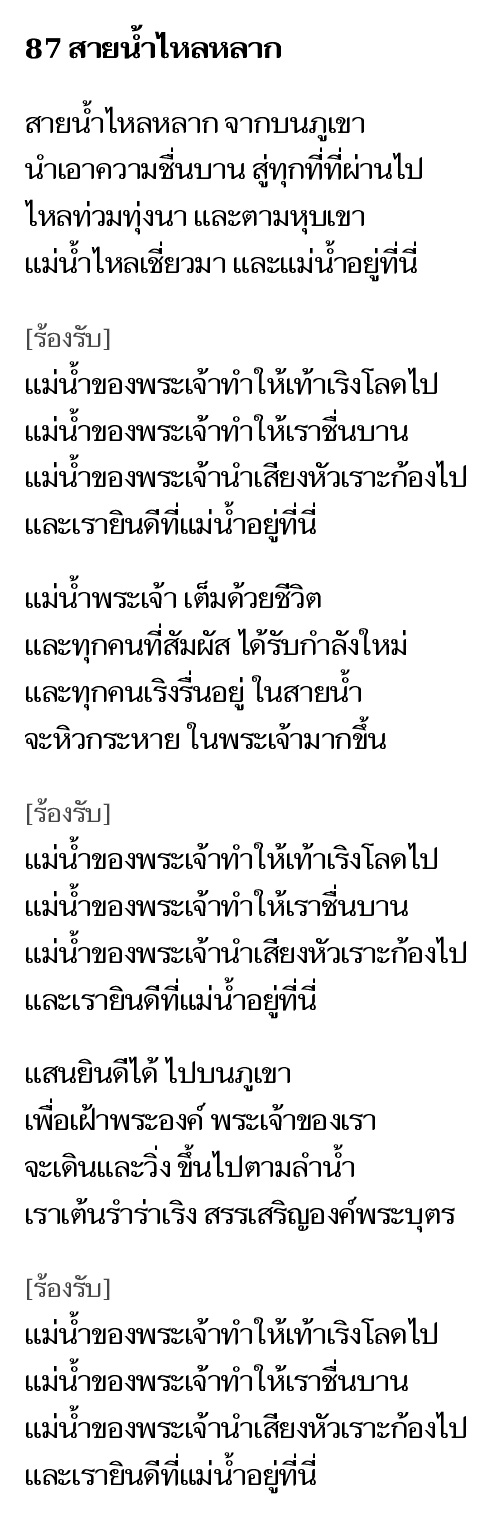 87 สายน้ำไหลหลาก
สายน้ำไหลหลาก จากบนภูเขา
นำเอาความชื่นบาน สู่ทุกที่ที่ผ่านไป
ไหลท่วมทุ่งนา และตามหุบเขา
แม่น้ำไหลเชี่ยวมา และแม่น้ำอยู่ที่นี่
[ร้องรับ]
แม่น้ำของพระเจ้าทำให้เท้าเริงโลดไป
แม่น้ำของพระเจ้าทำให้เราชื่นบาน
แม่น้ำของพระเจ้านำเสียงหัวเราะก้องไป
และเรายินดีที่แม่น้ำอยู่ที่นี่
แม่น้ำพระเจ้า เต็มด้วยชีวิต
และทุกคนที่สัมผัส ได้รับกำลังใหม่
และทุกคนเริงรื่นอยู่ ในสายน้ำ
จะหิวกระหาย ในพระเจ้ามากขึ้น
[ร้องรับ]
แม่น้ำของพระเจ้าทำให้เท้าเริงโลดไป
แม่น้ำของพระเจ้าทำให้เราชื่นบาน
แม่น้ำของพระเจ้านำเสียงหัวเราะก้องไป
และเรายินดีที่แม่น้ำอยู่ที่นี่
แสนยินดีได้ ไปบนภูเขา
เพื่อเฝ้าพระองค์ พระเจ้าของเรา
จะเดินและวิ่ง ขึ้นไปตามลำน้ำ
เราเต้นรำร่าเริง สรรเสริญองค์พระบุตร
[ร้องรับ]
แม่น้ำของพระเจ้าทำให้เท้าเริงโลดไป
แม่น้ำของพระเจ้าทำให้เราชื่นบาน
แม่น้ำของพระเจ้านำเสียงหัวเราะก้องไป
และเรายินดีที่แม่น้ำอยู่ที่นี่